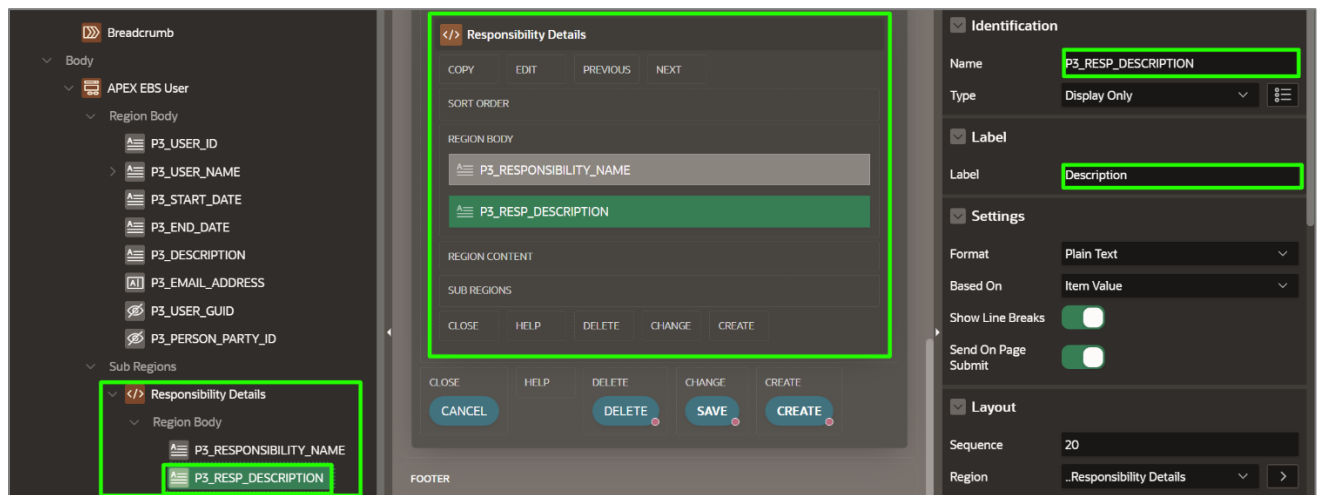 Breadcrumb
Body
APEX EBS User
Region Body
P3_USER_ID
P3_USER_NAME
P3_START_DATE
P3_END_DATE
P3_DESCRIPTION
P3_EMAIL_ADDRESS
P3_USER_GUID
P3_PERSON_PARTY_ID
Sub Regions
Responsibility Details
Region Body
P3_RESPONSIBILITY_NAME
P3_RESP_DESCRIPTION
Responsibility Details
COPY EDIT PREVIOUS NEXT
SORT ORDER
REGION BODY
P3_RESPONSIBILITY_NAME
P3_RESP_DESCRIPTION
REGION CONTENT
SUB REGIONS
CLOSE HELP DELETE CHANGE CREATE
CLOSE HELP DELETE CHANGE CREATE
CANCEL DELETE SAVE CREATE
FOOTER
Identification
Name P3_RESP_DESCRIPTION
Type Display Only
Label
Label Description
Settings
Format Plain Text
Based On Item Value
Show Line Breaks
Send On Page
Submit
Layout
Sequence 20
Region ..Responsibility Details